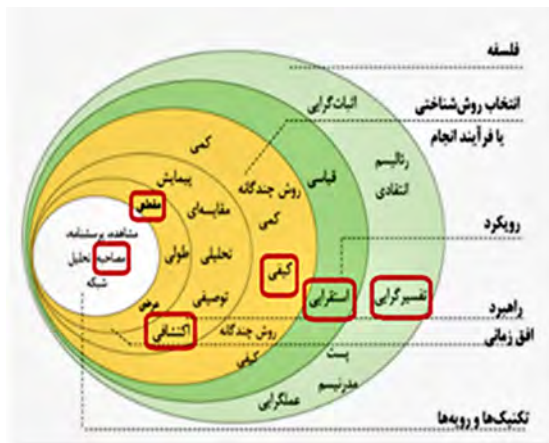 فلسفه
انتخاب روش‌شناختی
یا فرآیند انجام
رویکرد
راهبرد
افق زمانی
تکنیک‌ها و رویه‌ها
اثبات‌گرایی
رئالیسم
انتقادی
تفسیرگرایی
پست
مدرنیسم
عملگرایی
قیاسی
استقرایی
کمی
روش چندگانه
کمی
کیفی
روش چندگانه
کیفی
پیمایش
مقایسه‌ای
تحلیلی
توصیفی
اکتشافی
مقطعی
طولی
مشاهده، پرسشنامه،
مصاحبه تحلیل
شبکه